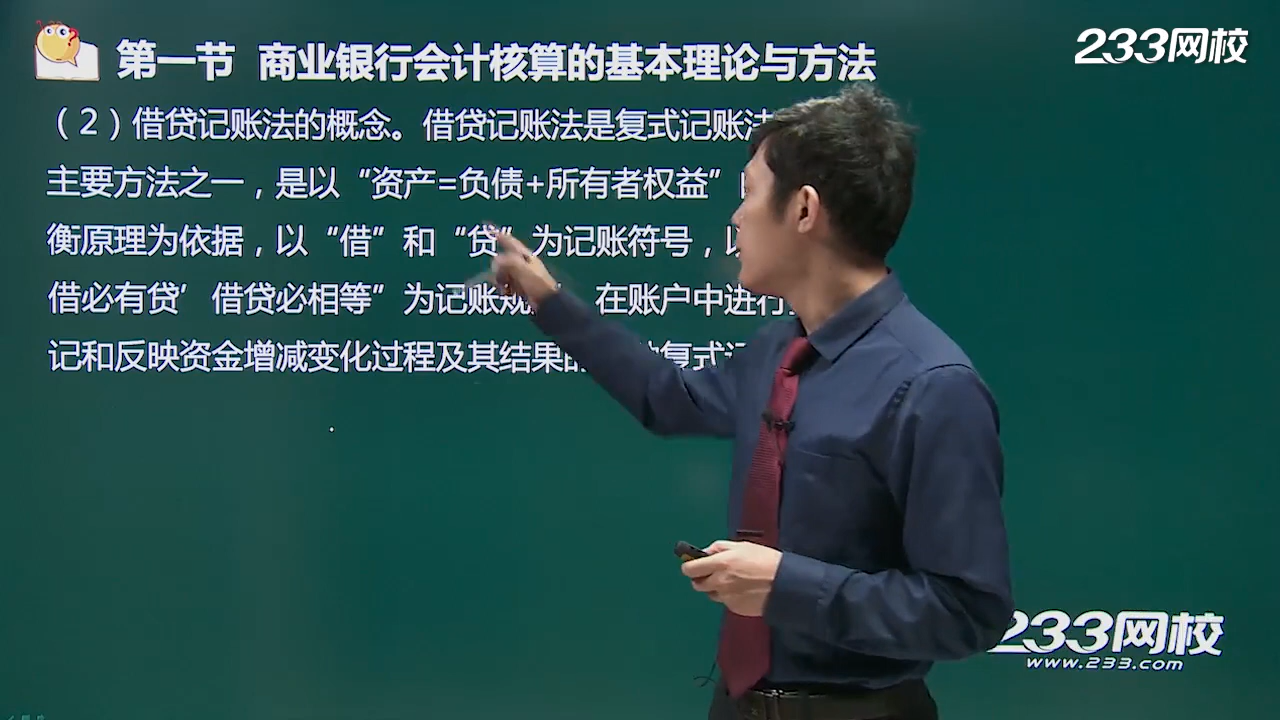 第一节 商业银行会计核算的基本理论与方法
233网校
（2）借贷记账法的概念。借贷记账法是复式记账法
主要方法之一，是以“资产=负债+所有者权益”
衡原理为依据，以“借”和“贷”为记账符号，
借必有贷’借贷必相等”为记账规 在账户中进行
记和反映资金增减变化过程及其结果 复式
233网校
www.233.com